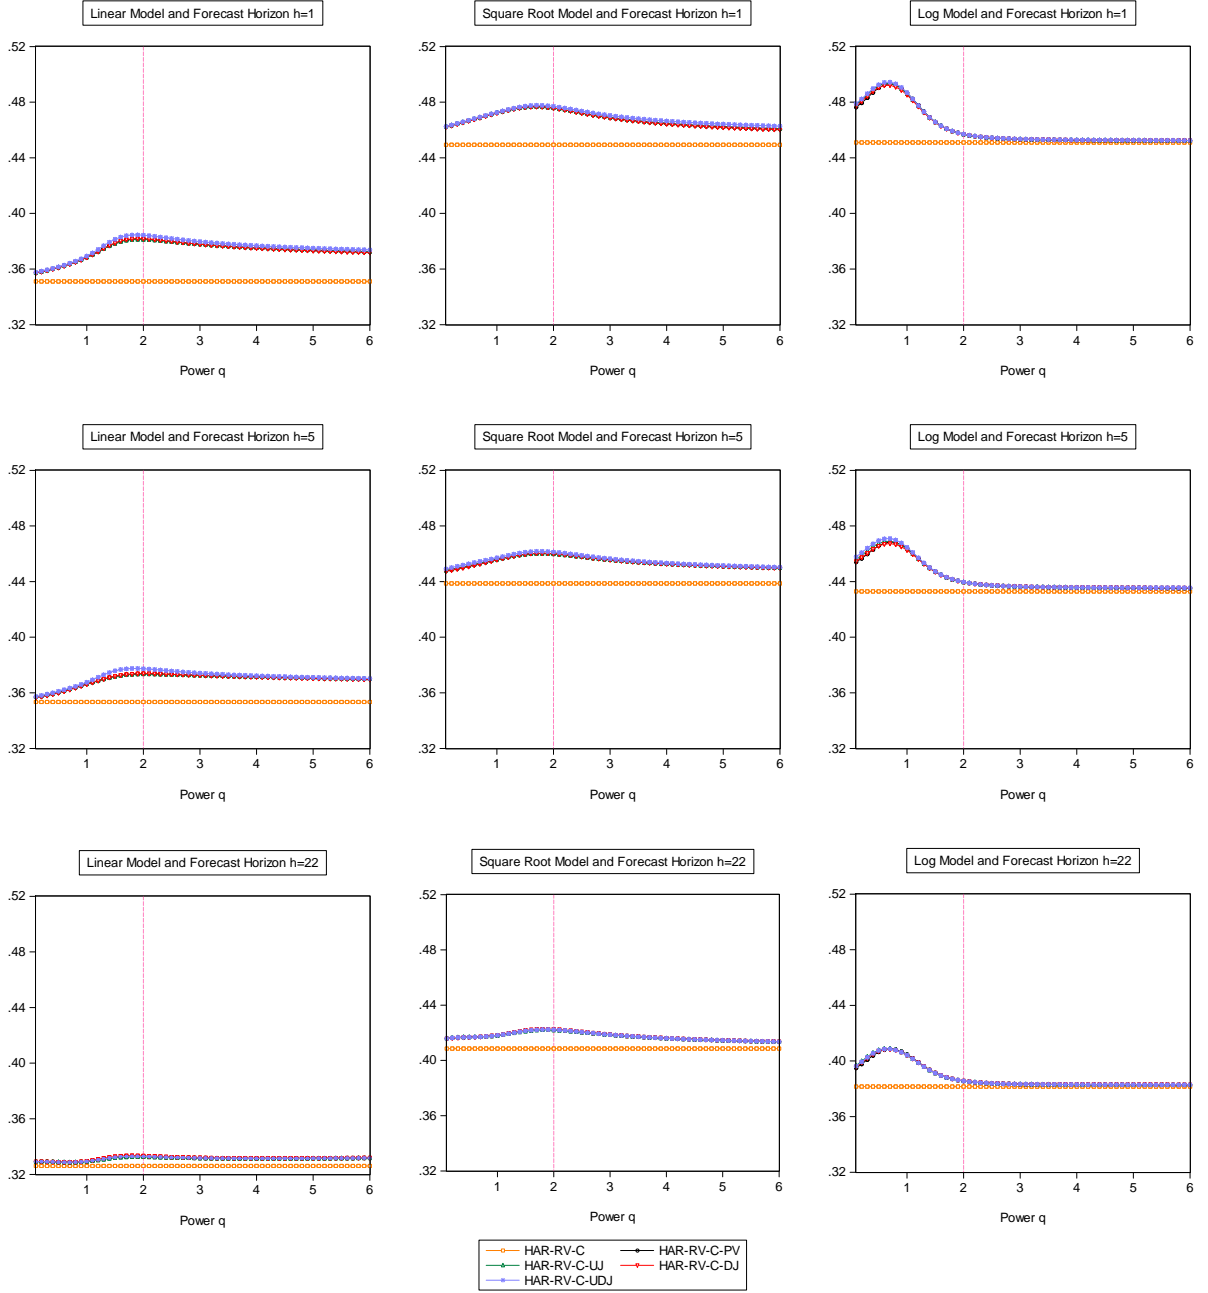 Linear Model and Forecast Horizon h=1
.52
.48
.44
.40
.36
.32
1 2 3 4 5 6
Power q
Square Root Model and Forecast Horizon h=1
.52
.48
.44
.40
.36
.32
1 2 3 4 5 6
Power q
Log Model and Forecast Horizon h=1
.52
.48
.44
.40
.36
.32
1 2 3 4 5 6
Power q
Linear Model and Forecast Horizon h=5
.52
.48
.44
.40
.36
.32
1 2 3 4 5 6
Power q
Square Root Model and Forecast Horizon h=5
.52
.48
.44
.40
.36
.32
1 2 3 4 5 6
Power q
Log Model and Forecast Horizon h=5
.52
.48
.44
.40
.36
.32
1 2 3 4 5 6
Power q
Linear Model and Forecast Horizon h=22
.52
.48
.44
.40
.36
.32
1 2 3 4 5 6
Power q
Square Root Model and Forecast Horizon h=22
.52
.48
.44
.40
.36
.32
1 2 3 4 5 6
Power q
Log Model and Forecast Horizon h=22
.52
.48
.44
.40
.36
.32
1 2 3 4 5 6
Power q
HAR-RV-C HAR-RV-C-PV
HAR-RV-C-UJ HAR-RV-C-DJ
HAR-RV-C-UDJ